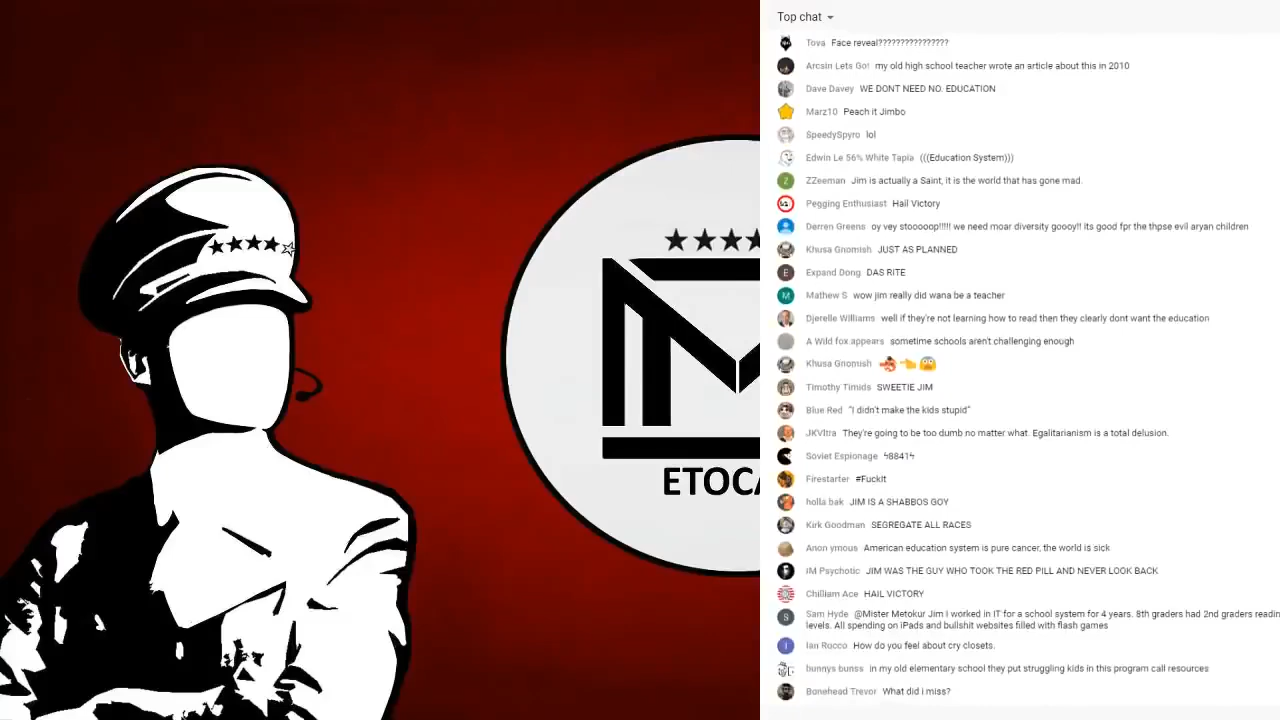 Top chat
Tova Face reveal????????????????
Arcsin Lets Go! my old high school teacher wrote an article about this in 2010
Dave Davey WE DONT NEED NO. EDUCATION
Marz10 Peach it Jimbo
SpeedySpyro lol
Edwin Le 56% White Tapia (((Education System)))
ZZeeman Jim is actually a Saint, it is the world that has gone mad.
Pegging Enthusiast Hail Victory
Derren Greens oy vey stooooop!!!!! we need moar diversity goooy!! its good fpr the thpse evil aryan children
Khusa Gnomish JUST AS PLANNED
Expand Dong DAS RITE
Mathew S wow jim really did wana be a teacher
Djerelle Williams well if they're not learning how to read then they clearly dont want the education
A Wild fox appears sometime schools aren't challenging enough
Khusa Gnomish
Timothy Timids SWEETIE JIM
Blue Red "I didn't make the kids stupid"
JKVltra They're going to be too dumb no matter what. Egalitarianism is a total delusion.
Soviet Espionage ϟ8841ϟ
Firestarter #FuckIt
holla bak JIM IS A SHABBOS GOY
Kirk Goodman SEGREGATE ALL RACES
Anon ymous American education system is pure cancer, the world is sick
IM Psychotic JIM WAS THE GUY WHO TOOK THE RED PILL AND NEVER LOOK BACK
Chilliam Ace HAIL VICTORY
Sam Hyde @Mister Metokur Jim i worked in IT for a school system for 4 years. 8th graders had 2nd graders readin
levels. All spending on iPads and bullshit websites filled with flash games
Ian Rocco How do you feel about cry closets.
bunnys bunss in my old elementary school they put struggling kids in this program call resources
Bonehead Trevor What did i miss?
M
ETOCA